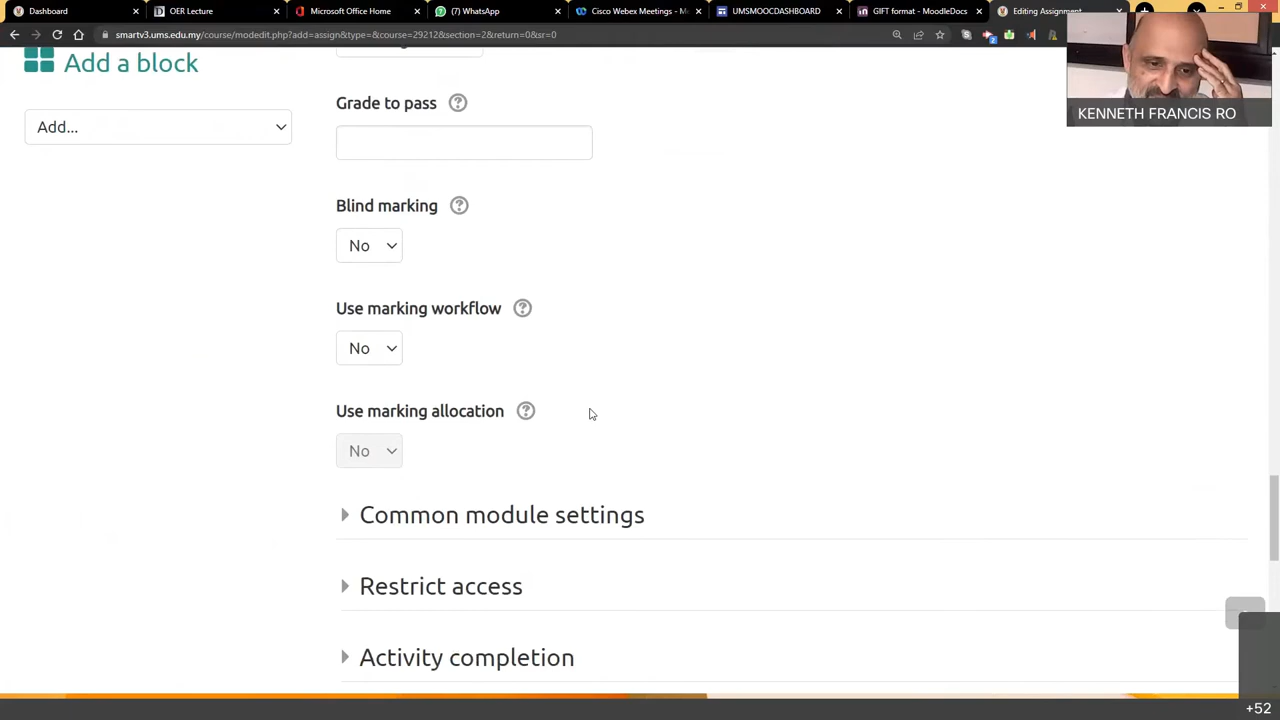 Dashboard
OER Lecture
Microsoft Office Home
(7) WhatsApp
Cisco Webex Meetings - M
UMSMOOCDASHBOARD
GIFT format - MoodleDocs
Editing Assignment
smartv3.ums.edu.my/course/modedit.php?add=assign&type=&course=29212&section=2&return=0&sr=0
Add a block
Add...
Grade to pass
Blind marking
No
Use marking workflow
No
Use marking allocation
No
Common module settings
Restrict access
Activity completion
KENNETH FRANCIS RO
+52